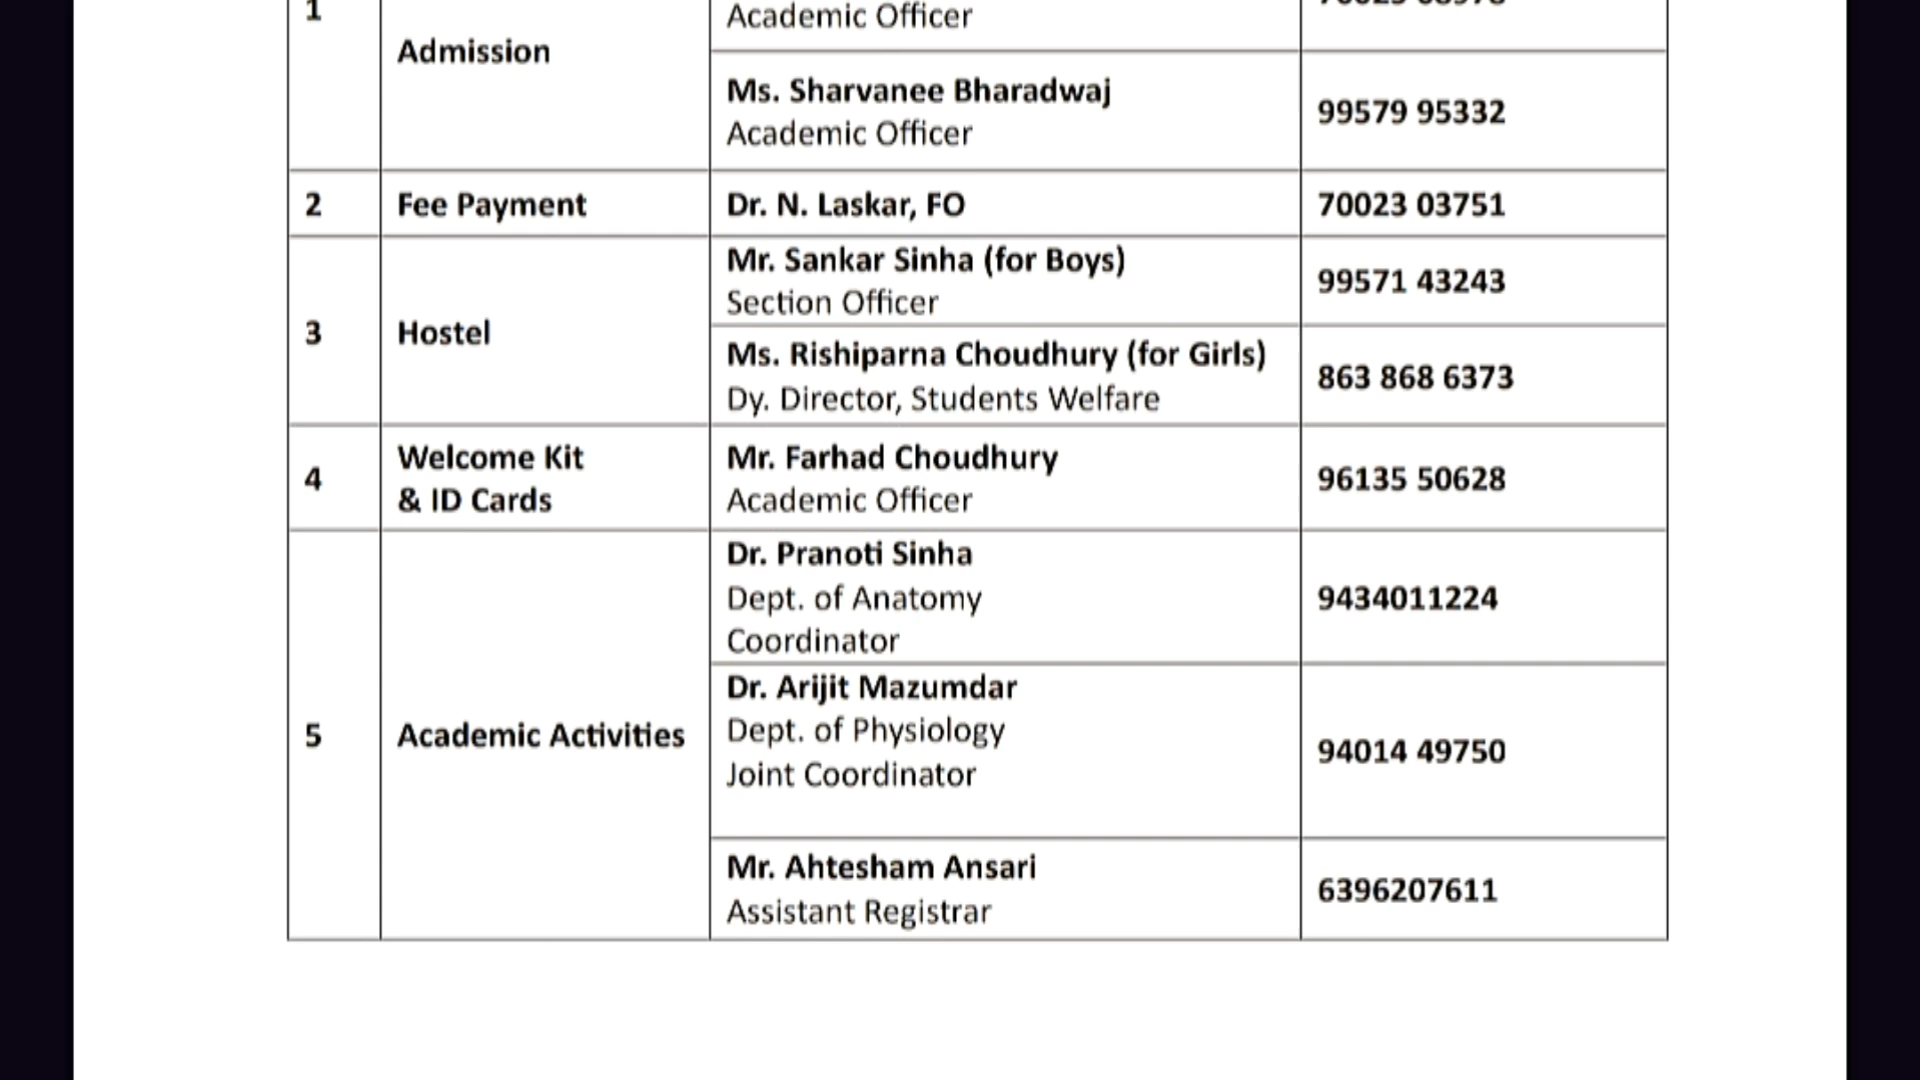 1
Academic Officer
Admission
Ms. Sharvanee Bharadwaj
Academic Officer
99579 95332
2
Fee Payment
Dr. N. Laskar, FO
70023 03751
3
Hostel
Mr. Sankar Sinha (for Boys)
Section Officer
99571 43243
Ms. Rishiparna Choudhury (for Girls)
Dy. Director, Students Welfare
863 868 6373
4
Welcome Kit
& ID Cards
Mr. Farhad Choudhury
Academic Officer
96135 50628
5
Academic Activities
Dr. Pranoti Sinha
Dept. of Anatomy
Coordinator
9434011224
Dr. Arijit Mazumdar
Dept. of Physiology
Joint Coordinator
94014 49750
Mr. Ahtesham Ansari
Assistant Registrar
6396207611